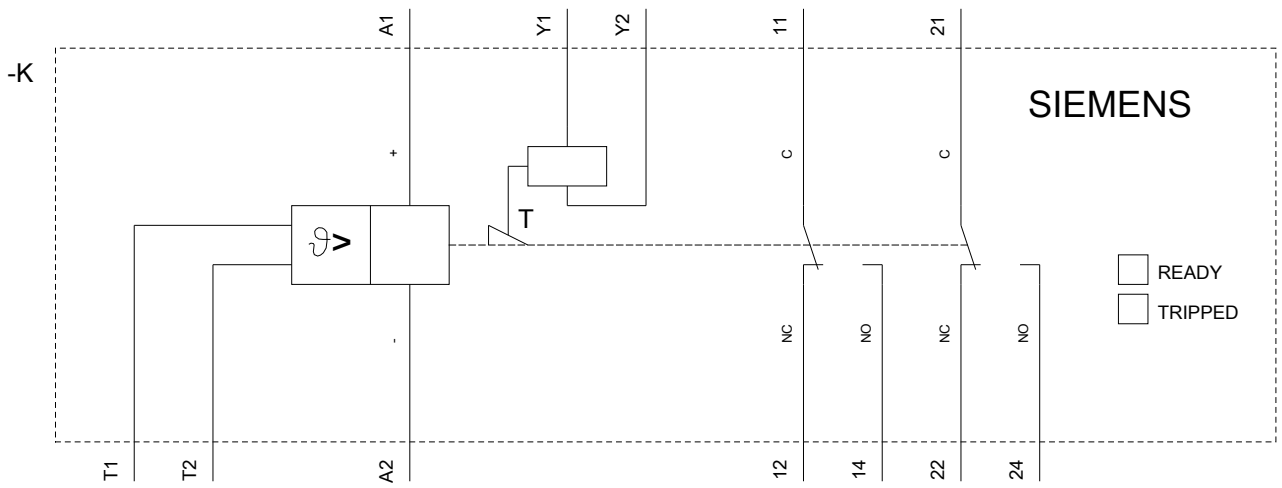 A1
Y1
Y2
11
21
-K
SIEMENS
+
C
C
T
ϑ>
READY
TRIPPED
-
NC
NO
NC
NO
T1
T2
A2
12
14
22
24